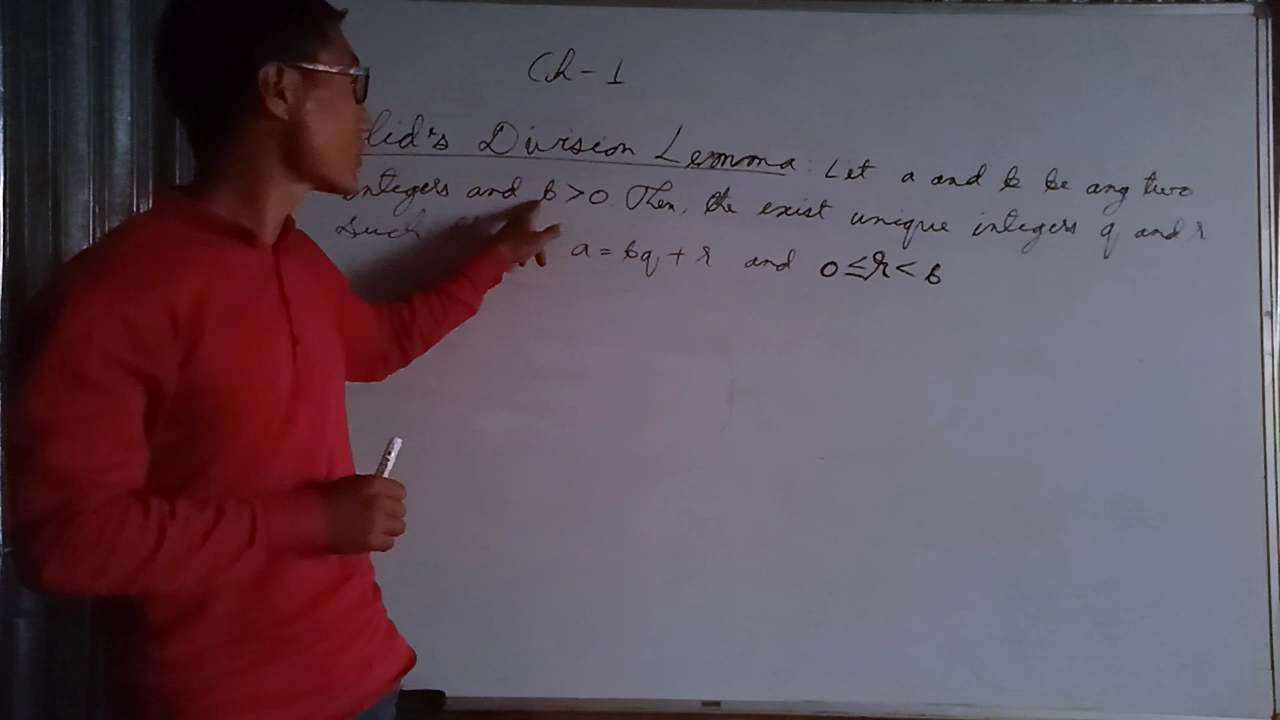 Ch-1
lid's Division Lemma: Let a and b be any two
integers and b>0. Then, the exist unique integers q and r
such a = bq + r and 0≤r<b